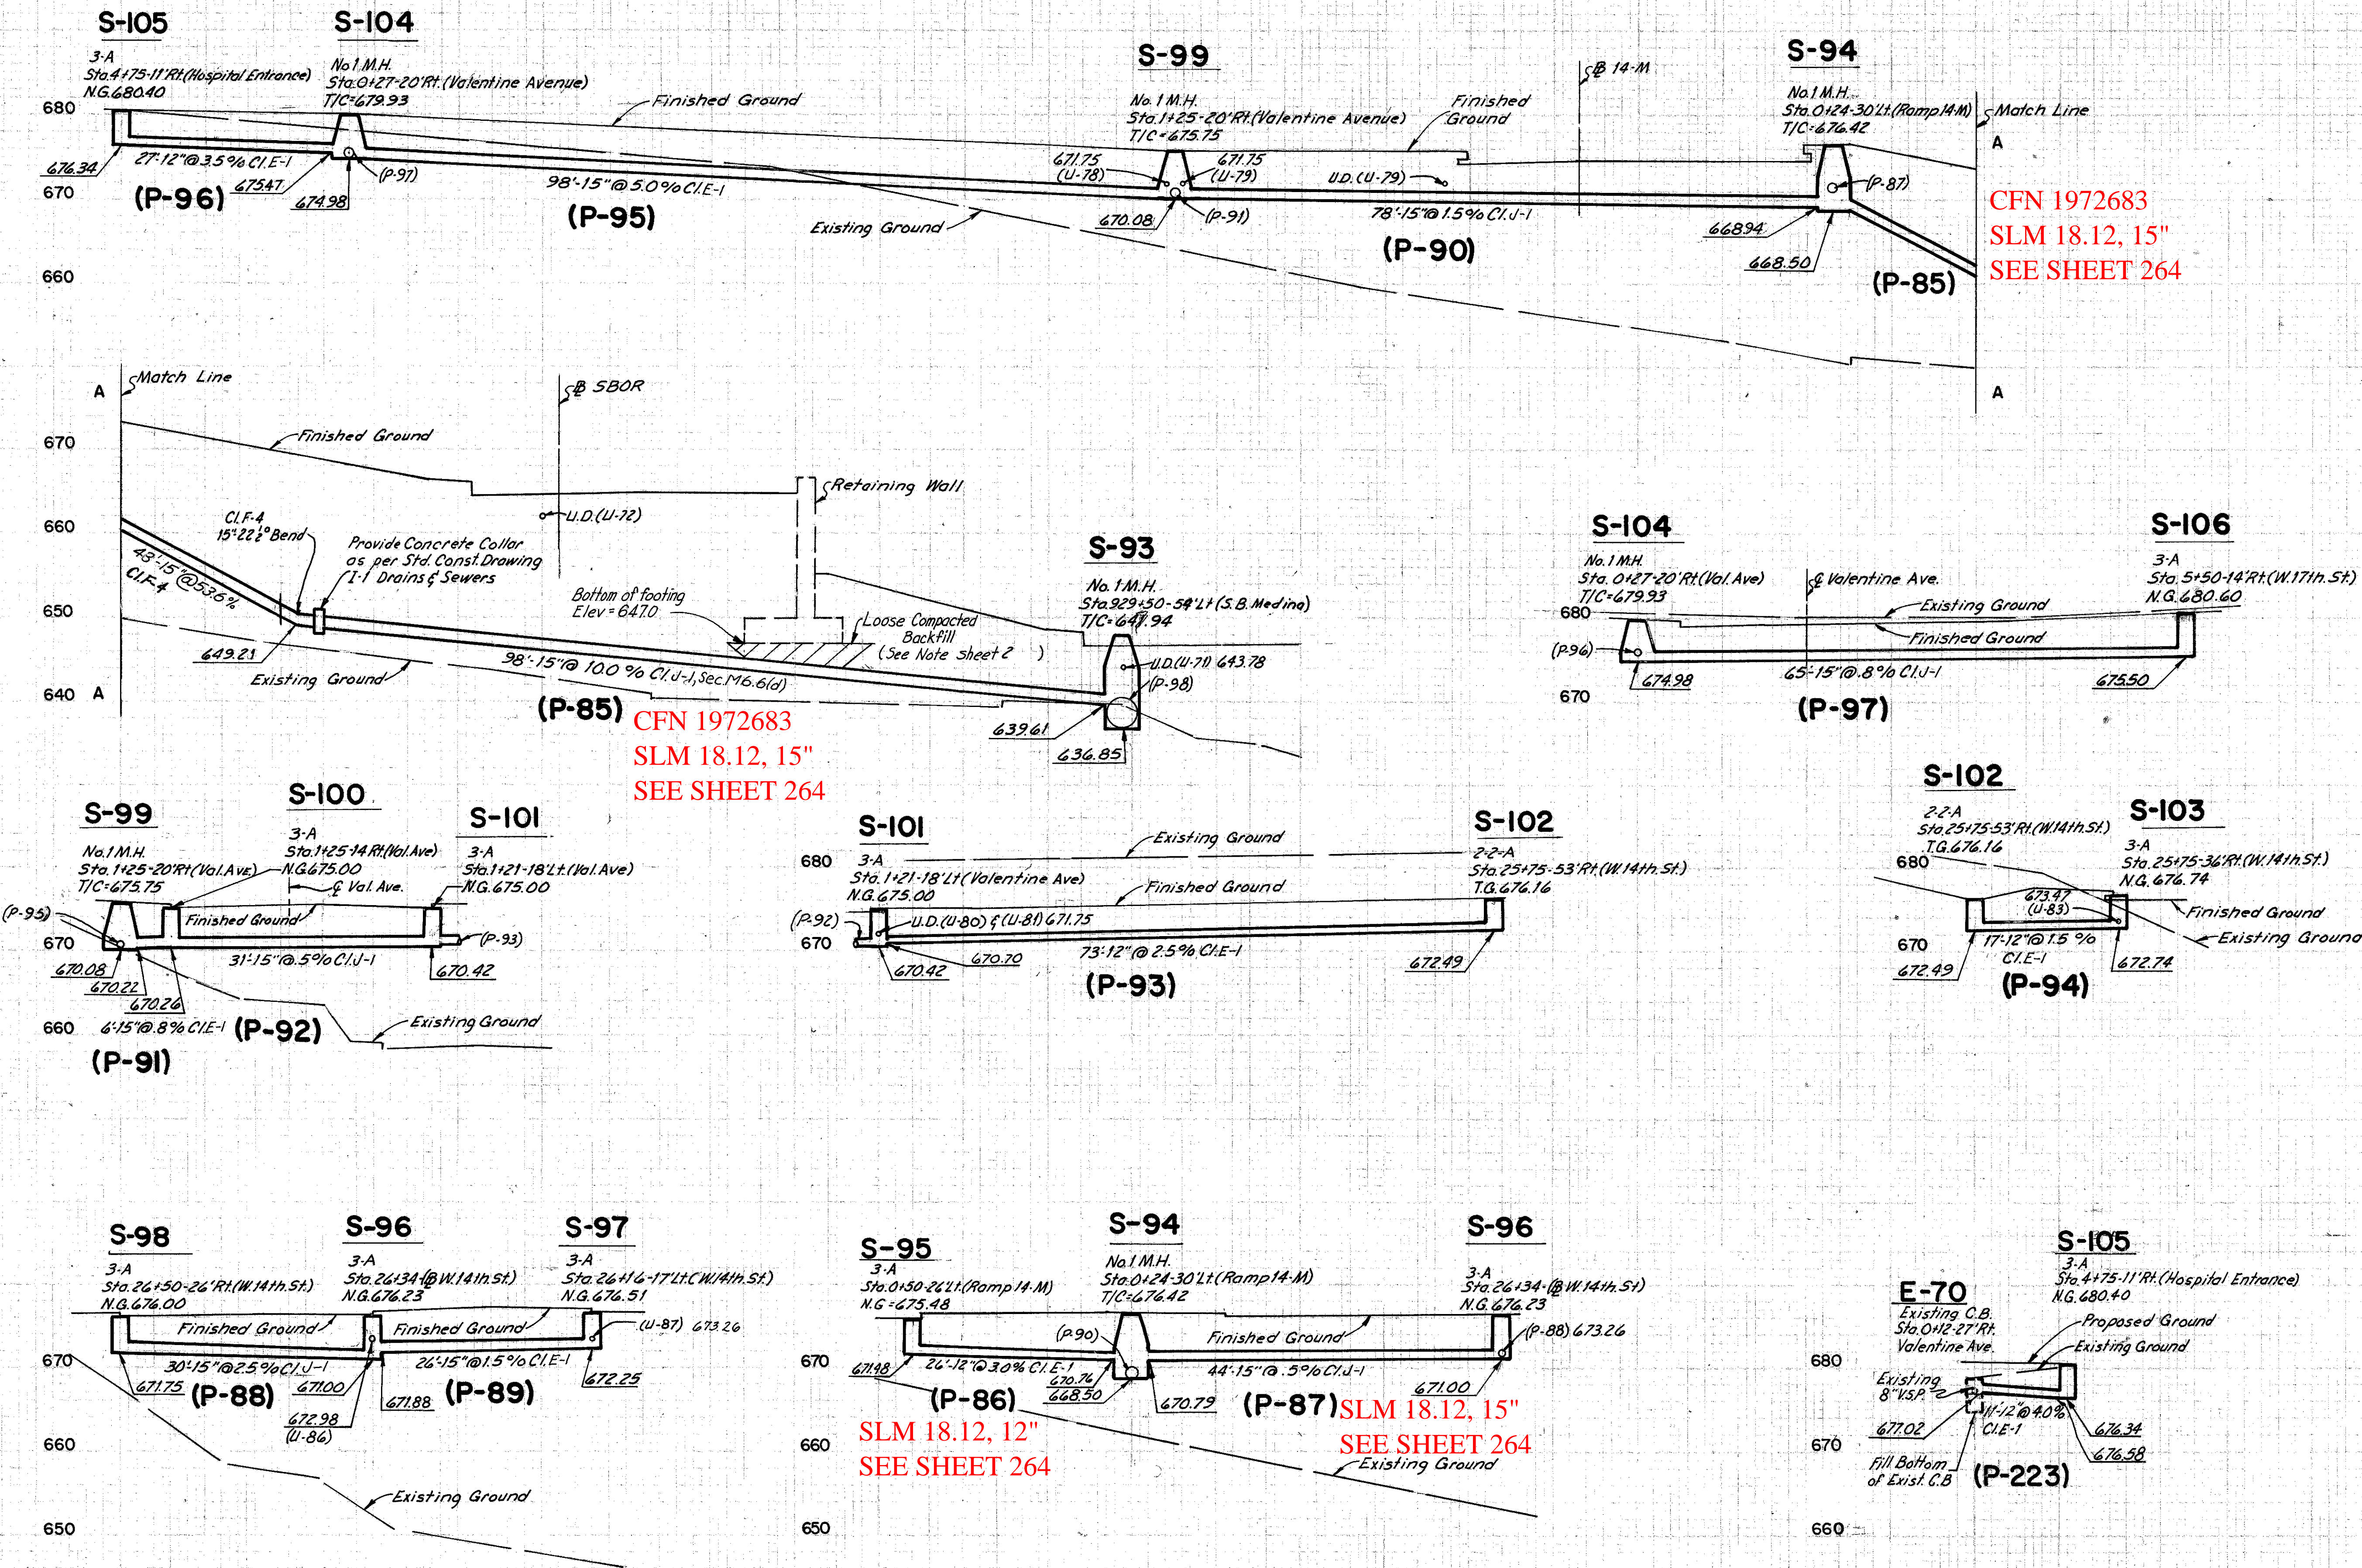 S-105
3-A
Sta.4+75-11'Rt.(Hospital Entrance)
N.G.680.40
S-104
No.1 M.H.
Sta.0+27-20'Rt.(Valentine Avenue)
T/C=679.93
Finished Ground
S-99
No. 1 M.H.
Sta.1+25-20'Rt.(Valentine Avenue)
T/C=675.75
Finished
Ground
℄ 14-M
S-94
No.1 M.H.
Sta.0+24-30'Lt.(Ramp 14-M)
T/C=676.42
Match Line
A
680
670
660
676.34
27'-12"@3.5% Cl.E-1
(P-96)
675.47
674.98
(P-97)
98'-15"@5.0% Cl.E-1
(P-95)
Existing Ground
671.75
(U-78)
671.75
(U-79)
670.08
(P-91)
U.D.(U-79)
78'-15"@1.5% Cl.J-1
(P-90)
668.94
668.50
(P-87)
(P-85)
CFN 1972683
SLM 18.12, 15"
SEE SHEET 264
A
A
Match Line
℄ SBOR
670
660
650
640
A
Finished Ground
Cl.F-4
15"-22½° Bend
Provide Concrete Collar
as per Std. Const. Drawing
I-1 Drains & Sewers
U.D.(U-72)
Retaining Wall
Bottom of footing
Elev = 647.0
Loose Compacted
Backfill
(See Note sheet 2 )
48'-15"@53.6%
Cl.F-4
649.21
Existing Ground
98'-15"@ 10.0 % Cl.J-1, Sec.M6.6(d)
(P-85)
CFN 1972683
SLM 18.12, 15"
SEE SHEET 264
S-93
No. 1 M.H.
Sta.929+50-54'Lt (S.B. Medina)
U.D.(U-71) 643.78
(P-98)
639.61
636.85
S-104
No.1 M.H.
Sta. 0+27-20'Rt.(Val. Ave)
T/C=679.93
℄ Valentine Ave.
S-106
3-A
Sta. 5+50-14'Rt.(W.17th.St)
N.G.680.60
680
670
Existing Ground
Finished Ground
(P-96)
674.98
65'-15"@.8% Cl.J-1
675.50
(P-97)
S-99
No.1 M.H.
Sta.1+25-20'Rt(Val.Ave)
T/C=675.75
S-100
3-A
Sta.1+25-14'Rt.(Val.Ave)
N.G.675.00
℄ Val. Ave.
S-101
3-A
Sta.1+21-18'Lt.(Val.Ave)
N.G.675.00
(P-95)
Finished Ground
670
660
(P-93)
31'-15"@.5% Cl.J-1
670.08
670.22
670.26
670.42
6'-15"@.8% Cl.E-1
(P-92)
(P-91)
Existing Ground
S-101
3-A
Sta.1+21-18'Lt(Valentine Ave)
N.G.675.00
Existing Ground
Finished Ground
S-102
2-2-A
Sta.25+75-53'Rt.(W.14th.St.)
T.G.676.16
680
670
(P-92)
U.D.(U-80) & (U-81) 671.75
670.42
670.70
73'-12"@2.5% Cl.E-1
672.49
(P-93)
S-102
2-2-A
Sta.25+75-53'Rt.(W.14th.St.)
T.G.676.16
S-103
3-A
Sta.25+75-36'Rt.(W.14th.St.)
N.G.676.74
680
670
673.47
(U-83)
Finished Ground
Existing Ground
17'-12"@1.5 %
Cl.E-1
672.49
672.74
(P-94)
S-98
3-A
Sta.26+50-26'Rt.(W.14th.St.)
N.G.676.00
S-96
3-A
Sta.26+34-(℄ W.14th.St)
N.G.676.23
S-97
3-A
Sta.26+16-17'Lt.(W.14th.St.)
N.G.676.51
Finished Ground
Finished Ground
(U-87) 673.26
670
660
650
30'-15"@2.5% Cl.J-1
26'-15"@1.5% Cl.E-1
671.75
(P-88)
671.00
672.98
(U-86)
671.88
(P-89)
672.25
Existing Ground
S-95
3-A
Sta.0+50-26'Lt.(Ramp 14-M)
N.G=675.48
S-94
No.1 M.H.
Sta.0+24-30'Lt(Ramp 14-M)
T/C=676.42
S-96
3-A
Sta.26+34-(℄ W.14th.St)
N.G.676.23
(P-90)
Finished Ground
(P-88) 673.26
670
660
650
671.48
26'-12"@3.0% Cl.E-1
670.76
668.50
670.79
44'-15"@.5% Cl.J-1
671.00
(P-86)
(P-87)
SLM 18.12, 12"
SEE SHEET 264
SLM 18.12, 15"
SEE SHEET 264
Existing Ground
S-105
3-A
Sta.4+75-11'Rt.(Hospital Entrance)
N.G.680.40
E-70
Existing C.B.
Sta.0+12-27'Rt.
Valentine Ave.
Proposed Ground
Existing Ground
680
670
660
Existing
8" V.S.P.
11'-12"@4.0%
Cl.E-1
677.02
676.34
676.58
Fill Bottom
of Exist. C.B
(P-223)